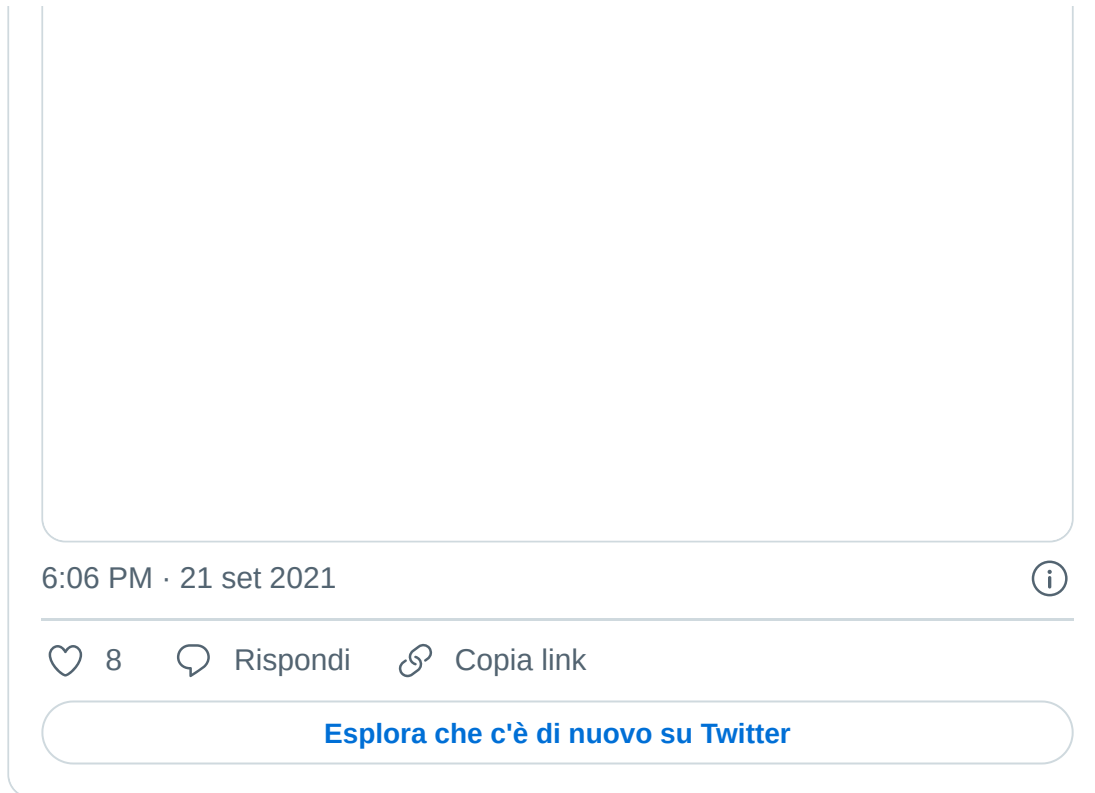 6:06 PM · 21 set 2021
8 Rispondi Copia link
Esplora che c'è di nuovo su Twitter